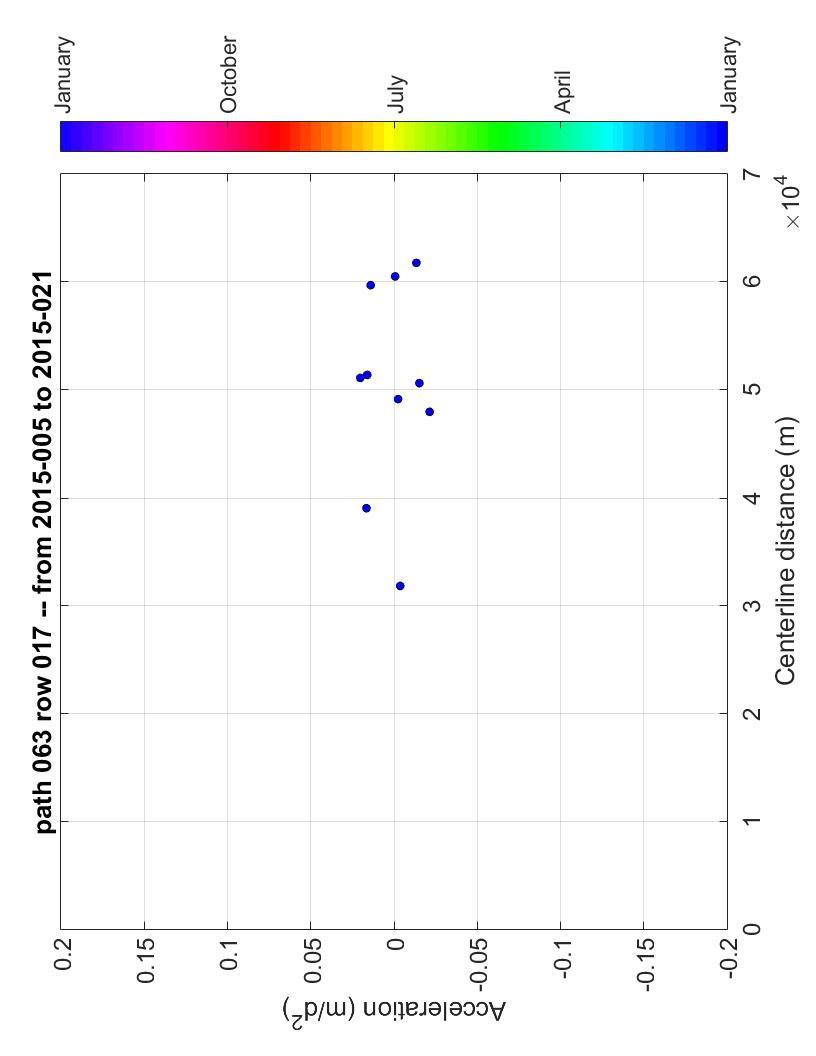 path 063 row 017 -- from 2015-005 to 2015-021
Acceleration (m/d²)
0.2
0.15
0.1
0.05
0
-0.05
-0.1
-0.15
-0.2
0
1
2
3
4
5
6
7
×10⁴
Centerline distance (m)
January
October
July
April
January